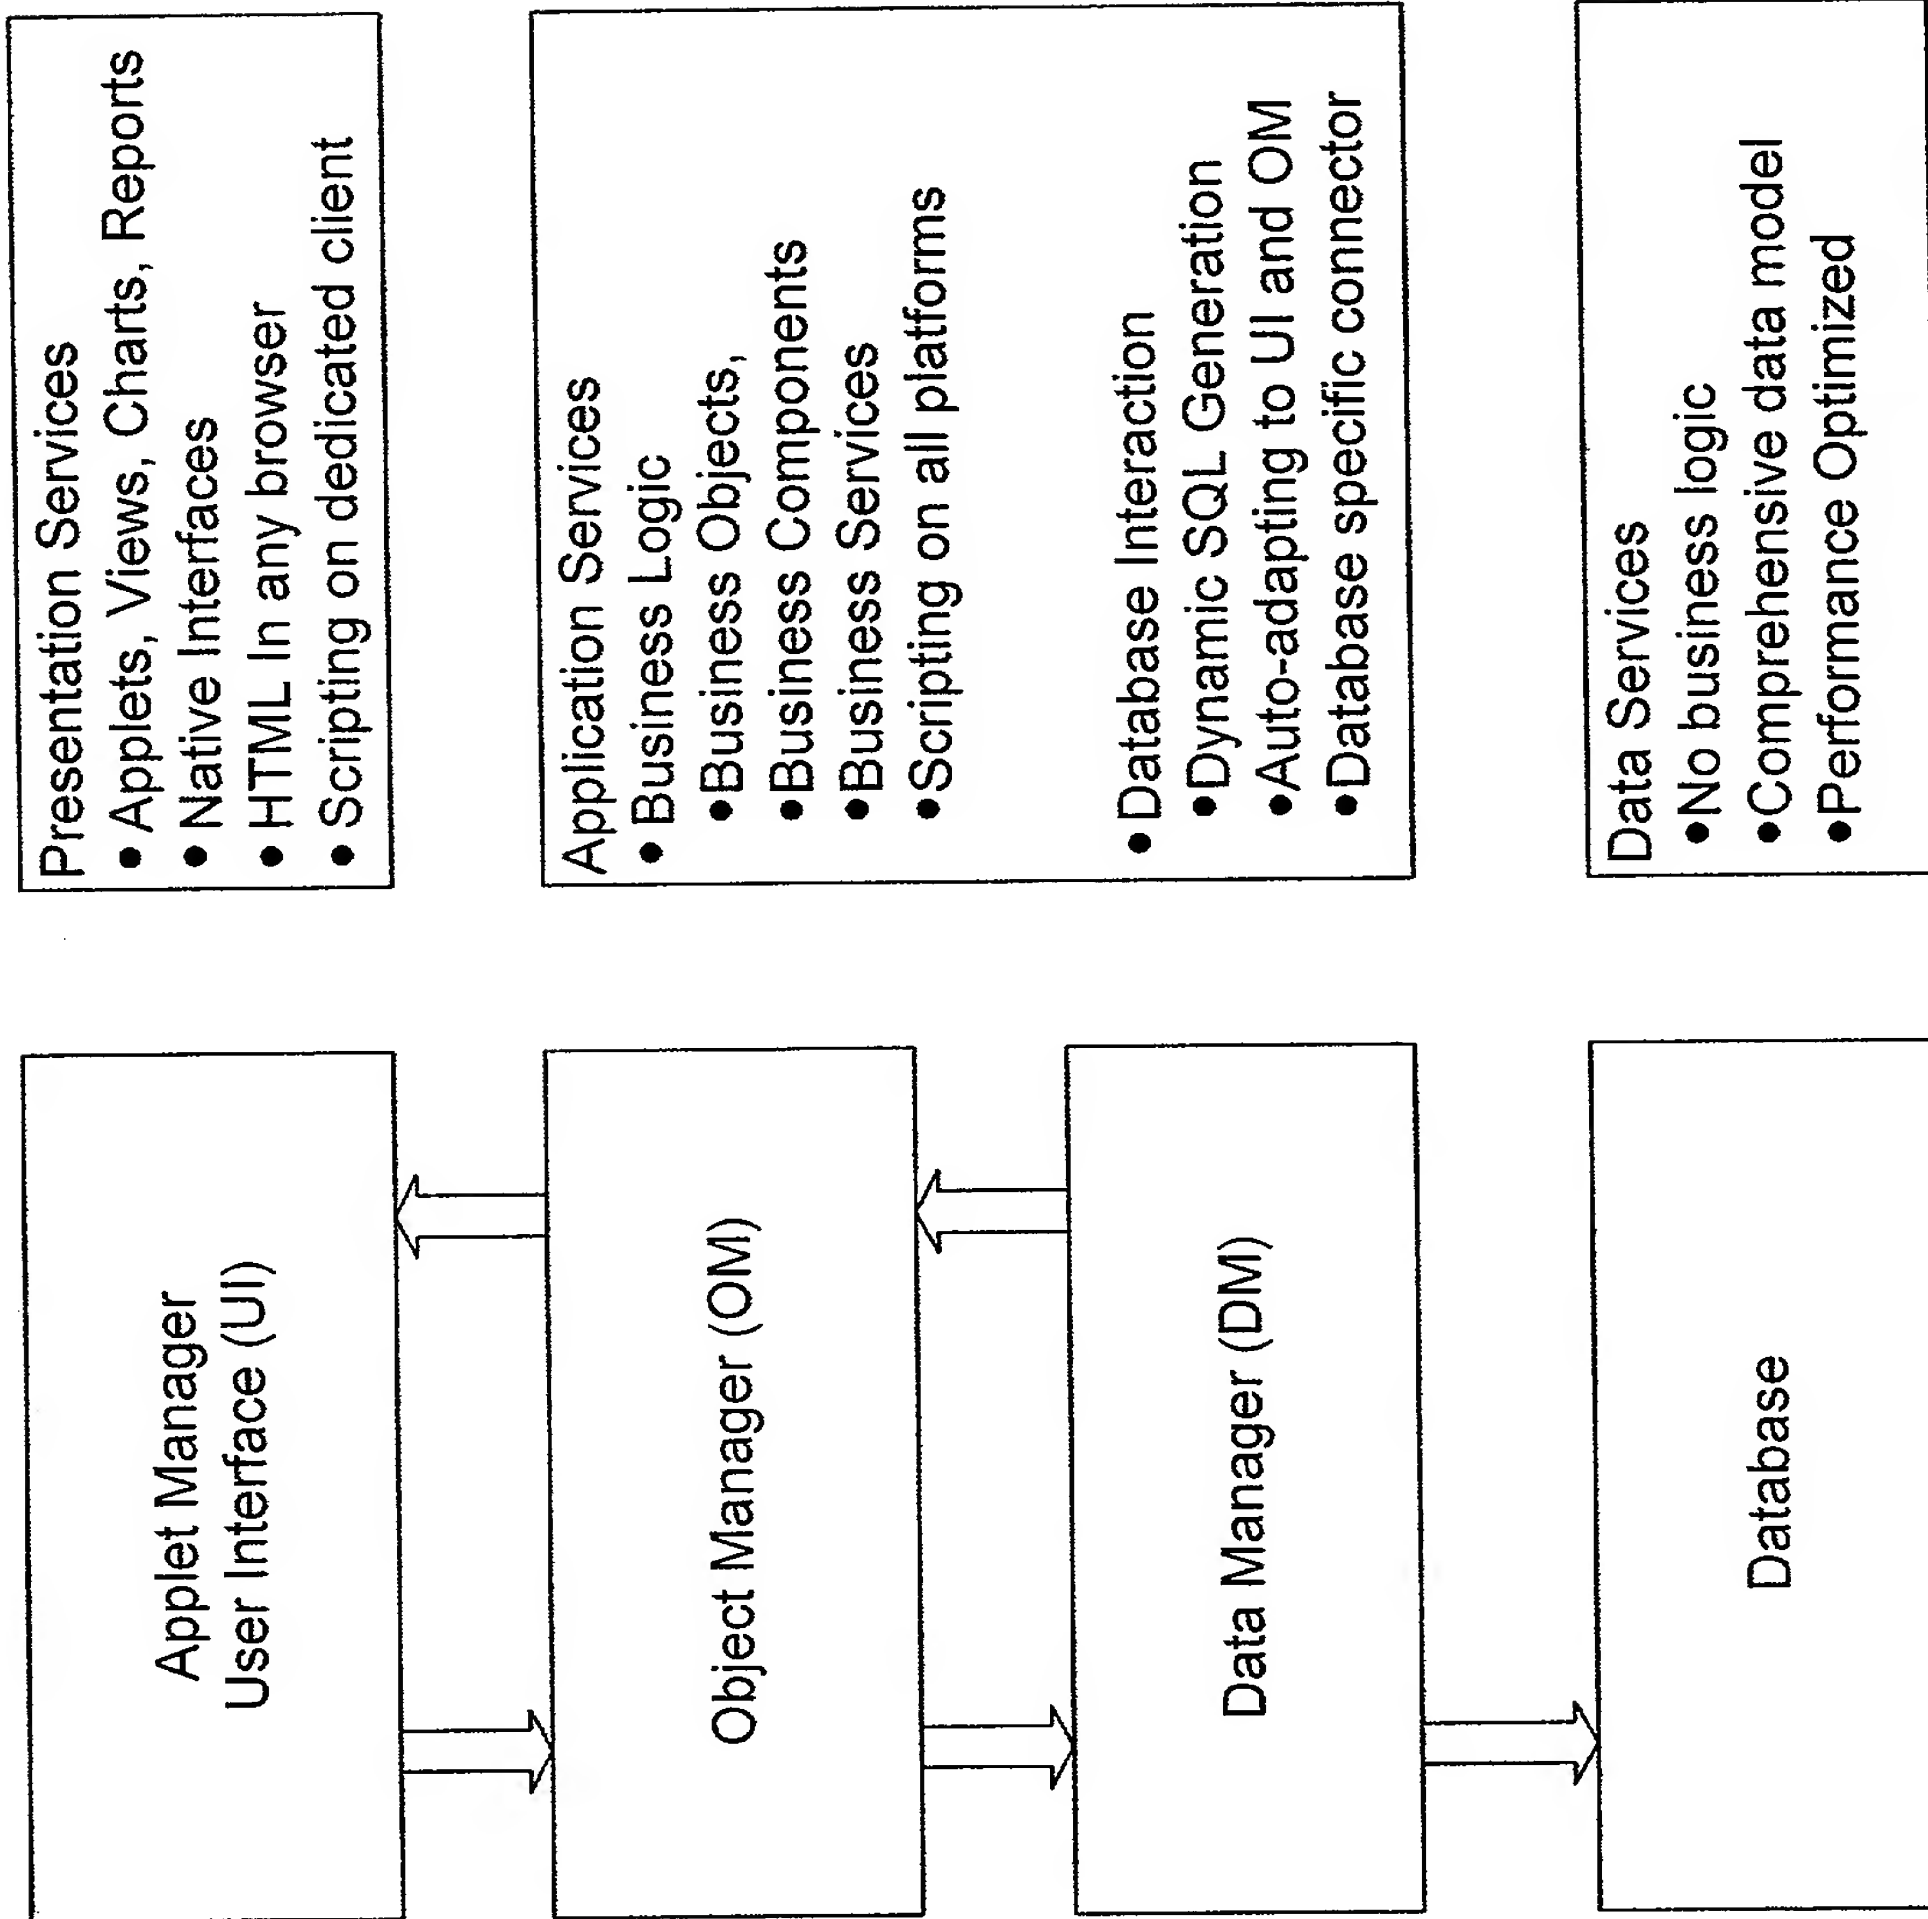 Presentation Services
• Applets, Views, Charts, Reports
• Native Interfaces
• HTML In any browser
• Scripting on dedicated client
Application Services
• Business Logic
•Business Objects,
•Business Components
•Business Services
•Scripting on all platforms
•Database Interaction
•Dynamic SQL Generation
•Auto-adapting to UI and OM
•Database specific connector
Data Services
•No business logic
•Comprehensive data model
•Performance Optimized
Applet Manager
User Interface (UI)
Object Manager (OM)
Data Manager (DM)
Database